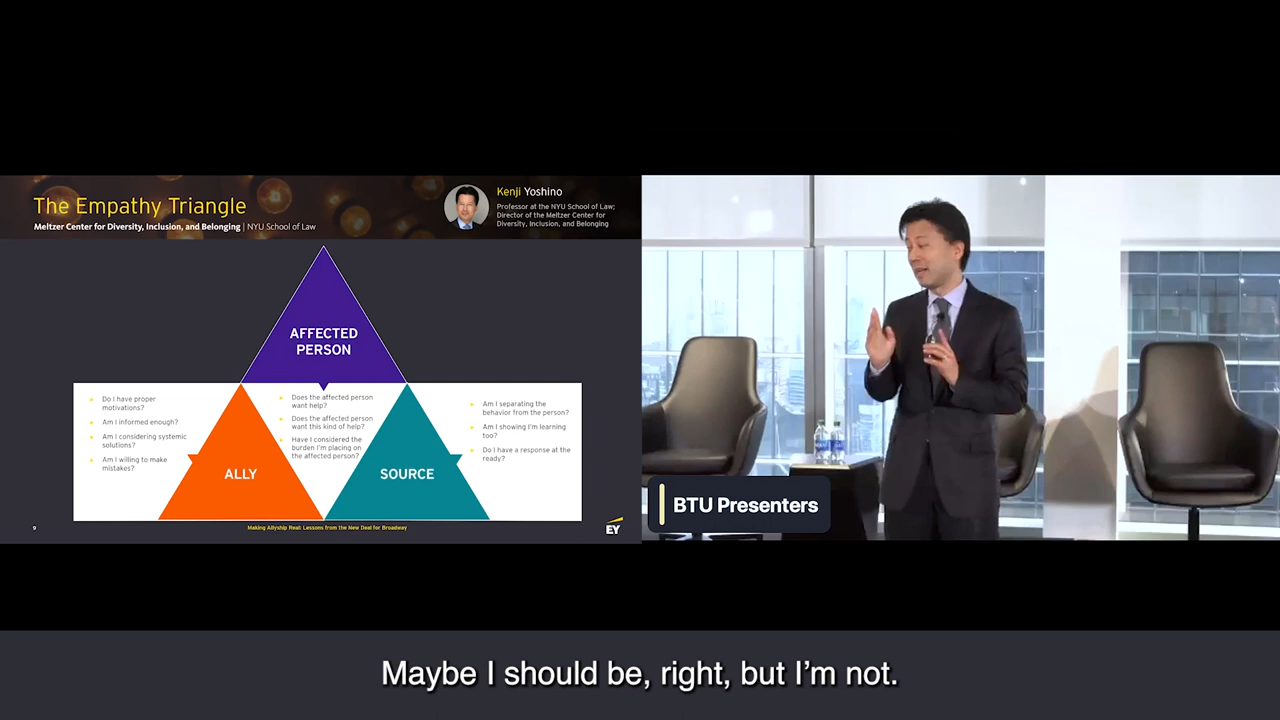 The Empathy Triangle
Meltzer Center for Diversity, Inclusion, and Belonging | NYU School of Law
Kenji Yoshino
Professor at the NYU School of Law;
Director of the Meltzer Center for
Diversity, Inclusion, and Belonging
AFFECTED
PERSON
Do I have proper
motivations?
Am I informed enough?
Am I considering systemic
solutions?
Am I willing to make
mistakes?
ALLY
Does the affected person
want help?
Does the affected person
want this kind of help?
Have I considered the
burden I'm placing on
the affected person?
SOURCE
Am I separating the
behavior from the person?
Am I showing I'm learning
too?
Do I have a response at the
ready?
9
Making Allyship Real: Lessons from the New Deal for Broadway
EY
BTU Presenters
Maybe I should be, right, but I'm not.